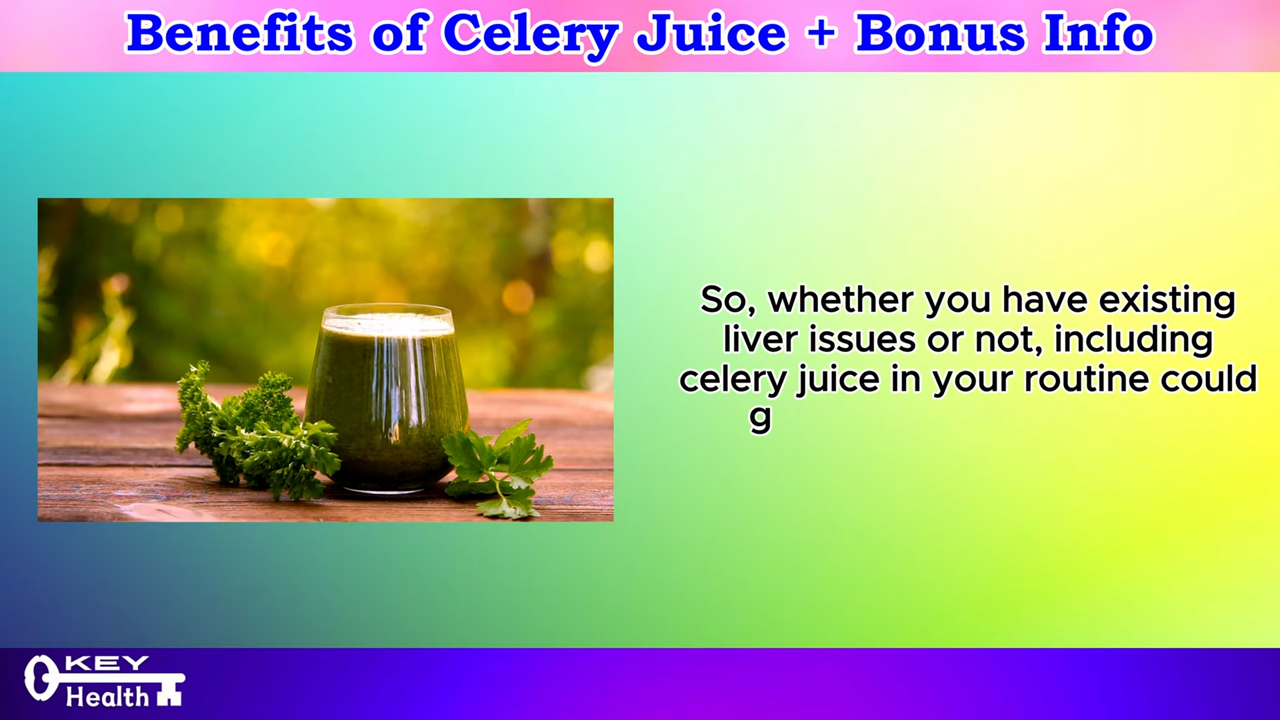 Benefits of Celery Juice + Bonus Info
So, whether you have existing
liver issues or not, including
celery juice in your routine could
g
KEY
Health